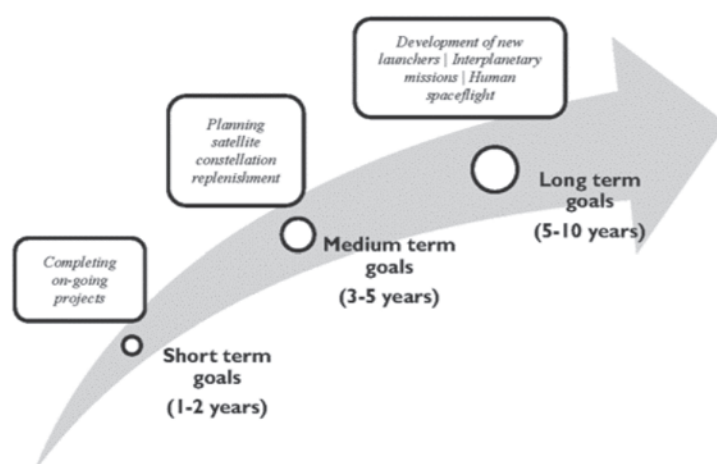 Development of new
launchers | Interplanetary
missions | Human
spaceflight
Planning
satellite
constellation
replenishment
Long term
goals
(5-10 years)
Medium term
goals
(3-5 years)
Completing
on-going
projects
Short term
goals
(1-2 years)